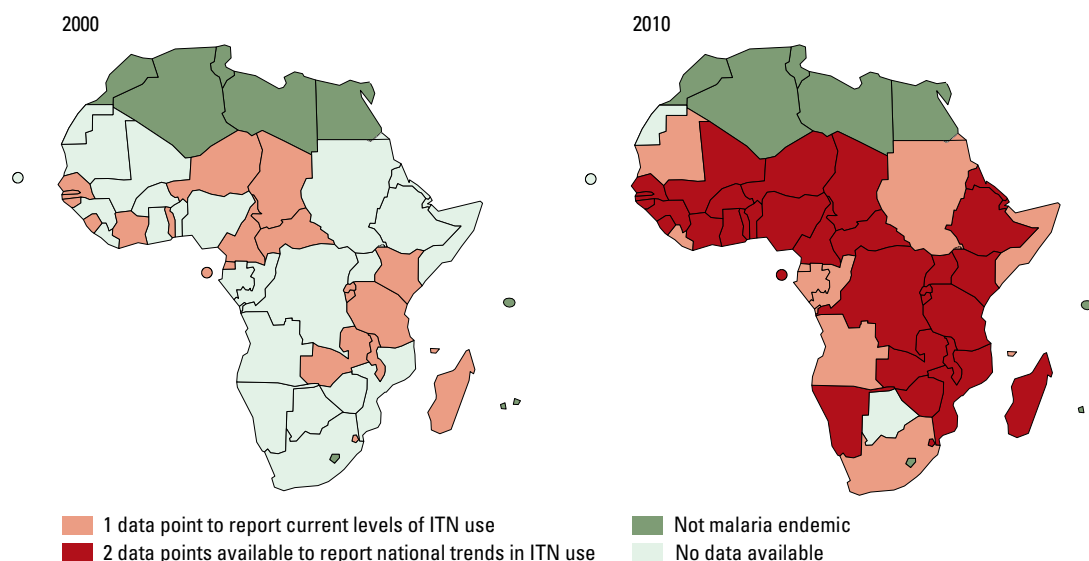 2000
2010
1 data point to report current levels of ITN use
2 data points available to report national trends in ITN use
Not malaria endemic
No data available